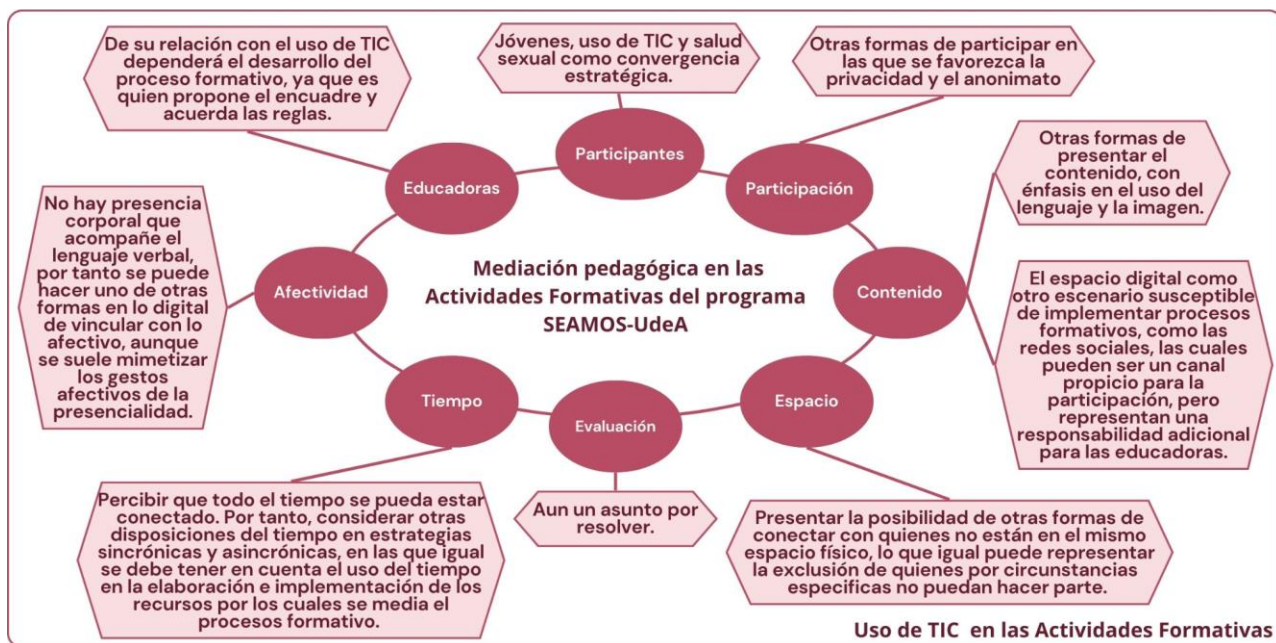 De su relación con el uso de TIC
dependerá el desarrollo del
proceso formativo, ya que es
quien propone el encuadre y
acuerda las reglas.
Jóvenes, uso de TIC y salud
sexual como convergencia
estratégica.
Otras formas de participar en
las que se favorezca la
privacidad y el anonimato
Participantes
Educadoras
Participación
Otras formas de
presentar el
contenido, con
énfasis en el uso del
lenguaje y la imagen.
No hay presencia
corporal que
acompañe el
lenguaje verbal,
por tanto se puede
hacer uno de otras
formas en lo digital
de vincular con lo
afectivo, aunque
se suele mimetizar
los gestos
afectivos de la
presencialidad.
Afectividad
Mediación pedagógica en las
Actividades Formativas del programa
SEAMOS-UdeA
Contenido
El espacio digital como
otro escenario susceptible
de implementar procesos
formativos, como las
redes sociales, las cuales
pueden ser un canal
propicio para la
participación, pero
representan una
responsabilidad adicional
para las educadoras.
Tiempo
Evaluación
Espacio
Percibir que todo el tiempo se pueda estar
conectado. Por tanto, considerar otras
disposiciones del tiempo en estrategias
sincrónicas y asincrónicas, en las que igual
se debe tener en cuenta el uso del tiempo
en la elaboración e implementación de los
recursos por los cuales se media el
procesos formativo.
Aun un asunto por
resolver.
Presentar la posibilidad de otras formas de
conectar con quienes no están en el mismo
espacio físico, lo que igual puede representar
la exclusión de quienes por circunstancias
especificas no puedan hacer parte.
Uso de TIC en las Actividades Formativas